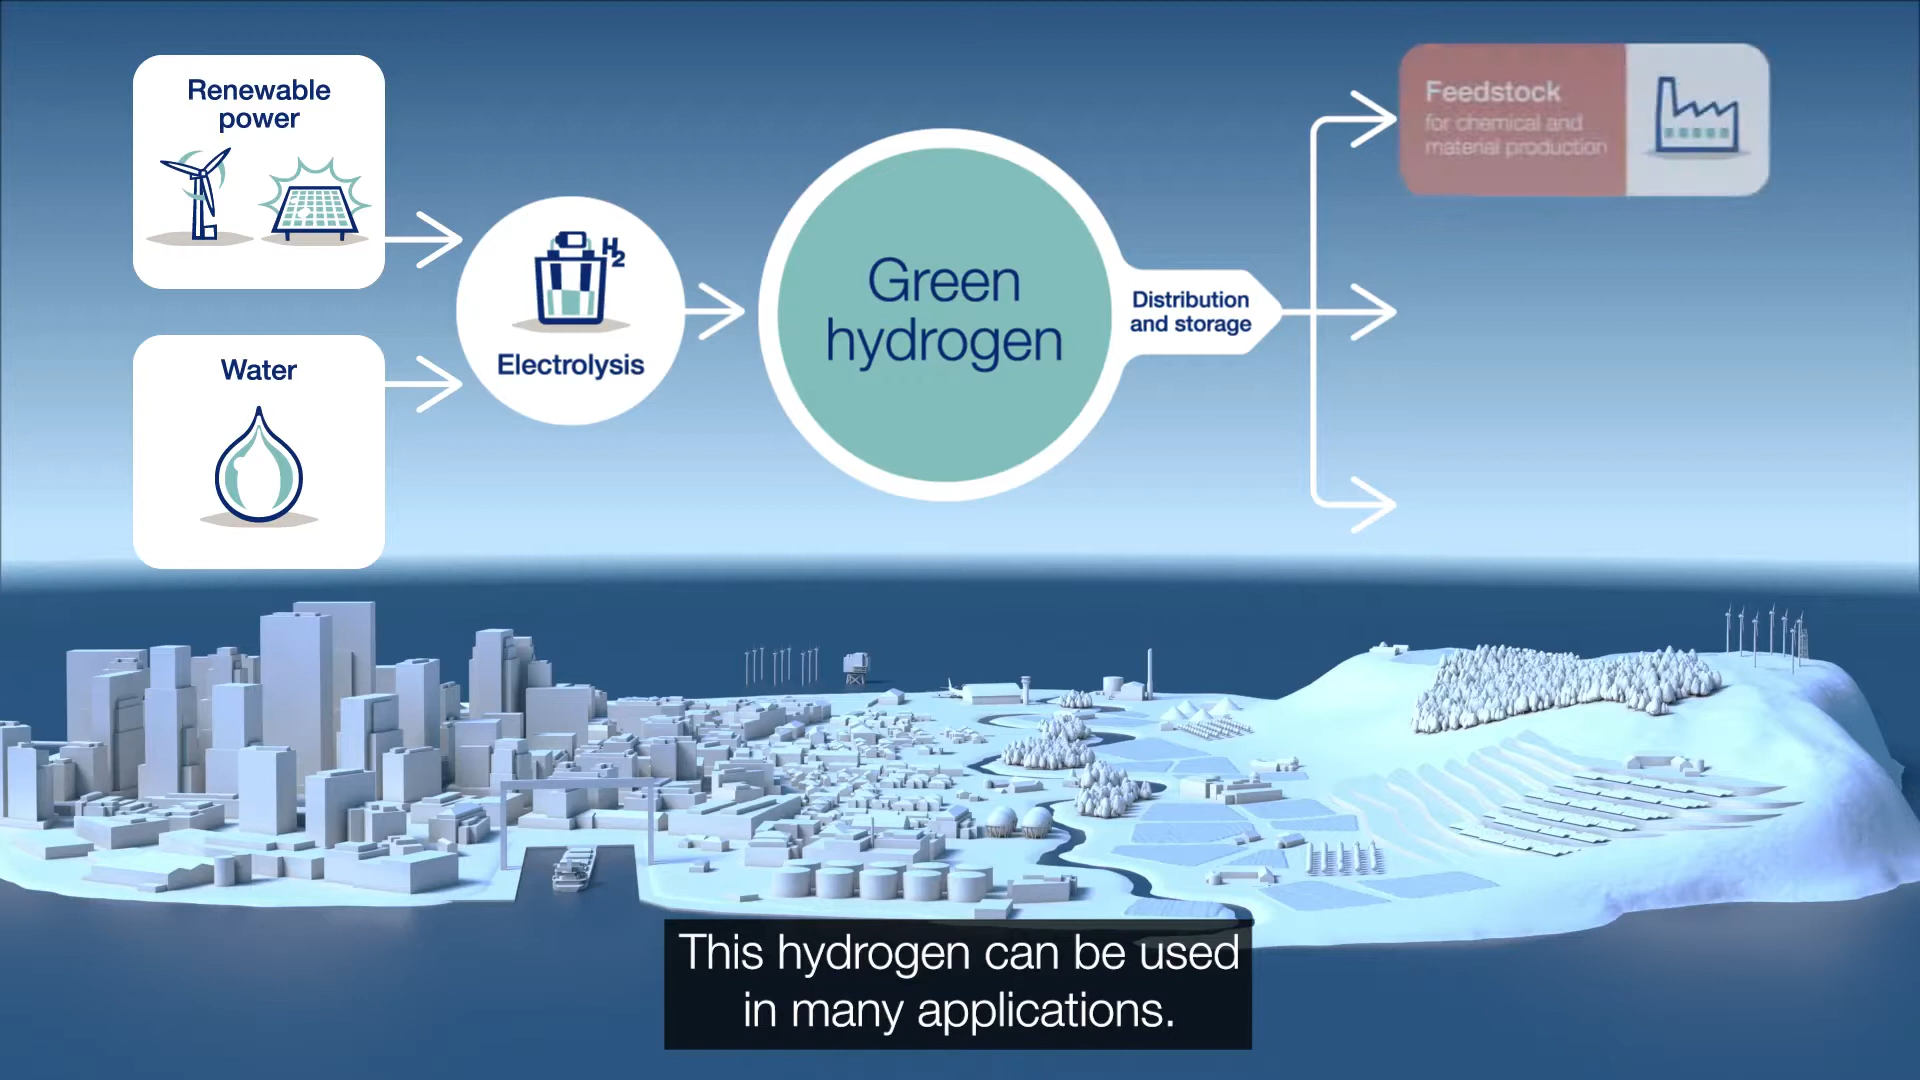 Renewable
power
Water
H2
Electrolysis
Green
hydrogen
Distribution
and storage
Feedstock
for chemical and
material production
This hydrogen can be used
in many applications.